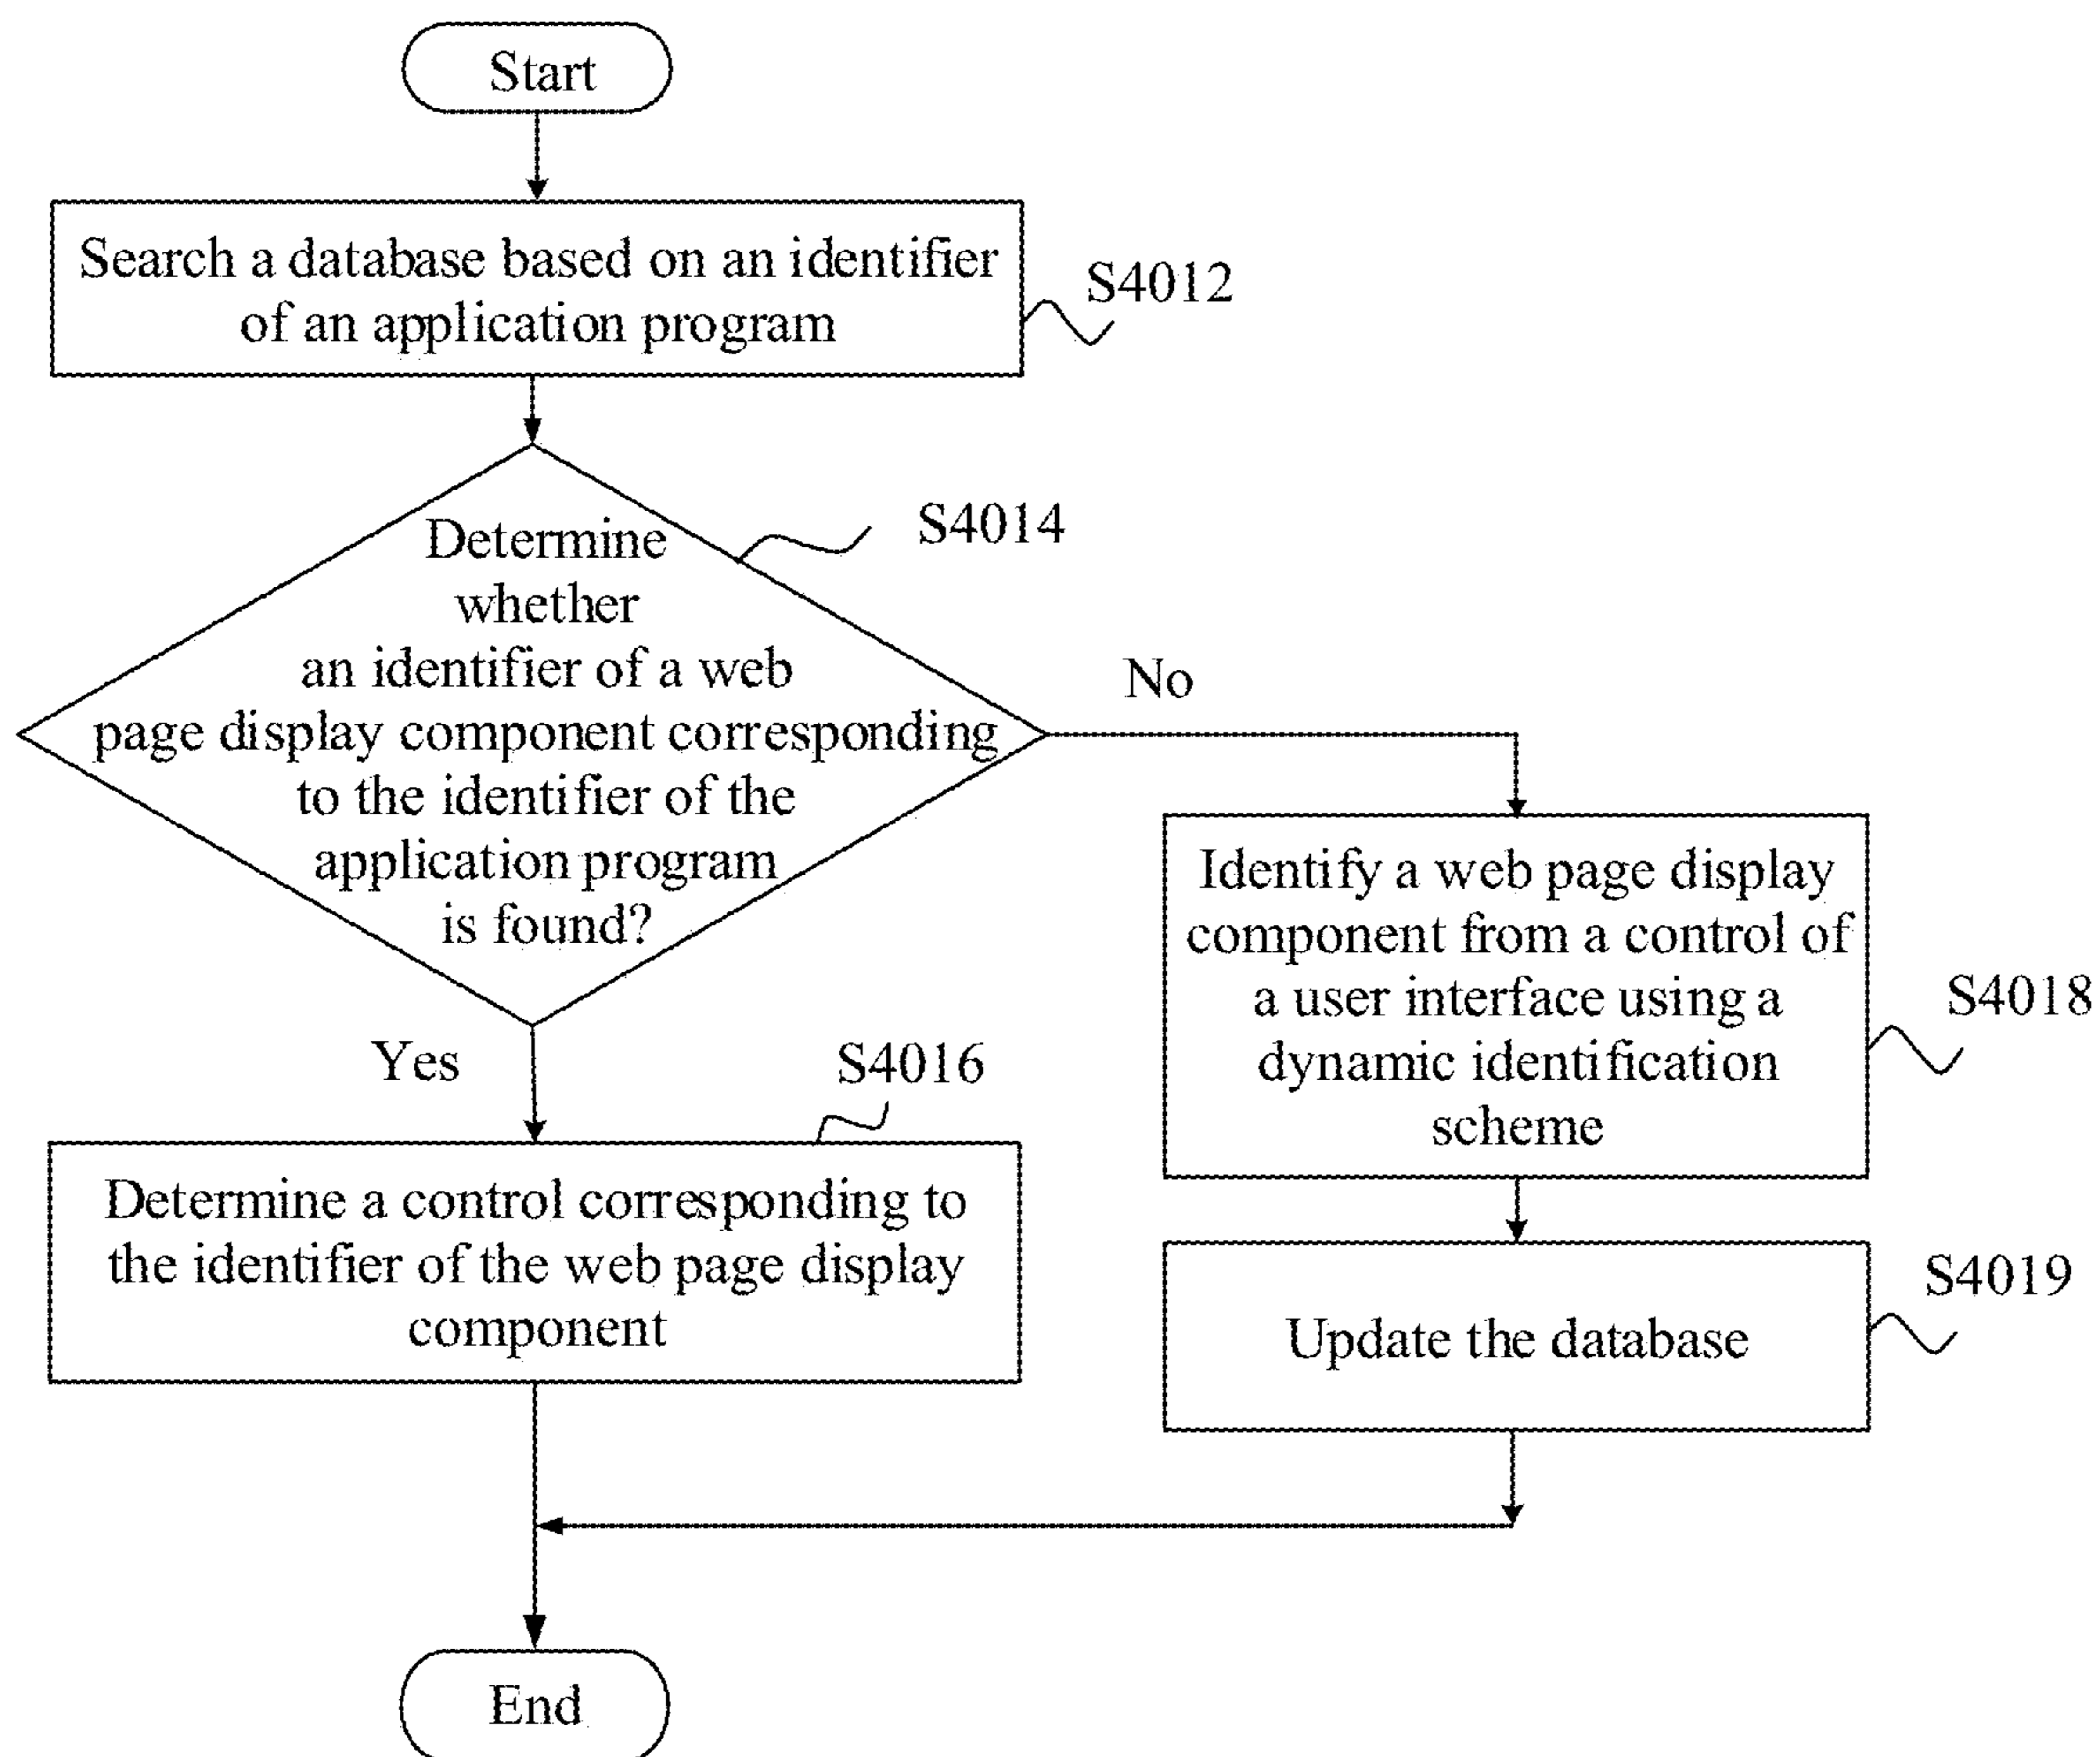 Start
Search a database based on an identifier
of an application program
S4012
Determine
whether
an identifier of a web
page display component corresponding
to the identifier of the
application program
is found?
S4014
No
Yes
S4016
Determine a control corresponding to
the identifier of the web page display
component
Identify a web page display
component from a control of
a user interface using a
dynamic identification
scheme
S4018
Update the database
S4019
End